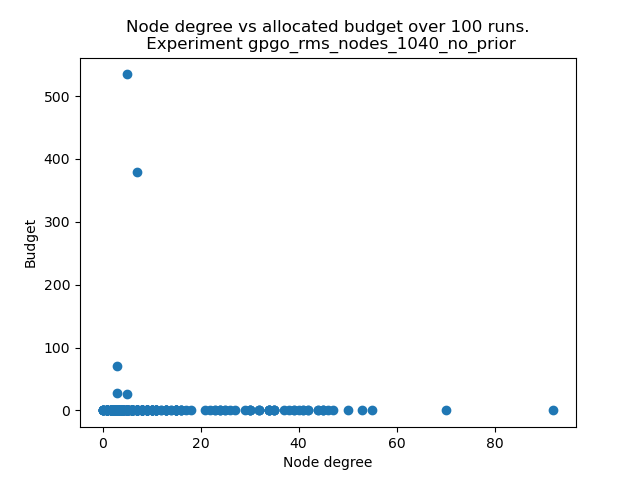 Node degree vs allocated budget over 100 runs.
Experiment gpgo_rms_nodes_1040_no_prior
500
400
300
200
100
0
Budget
0 20 40 60 80
Node degree